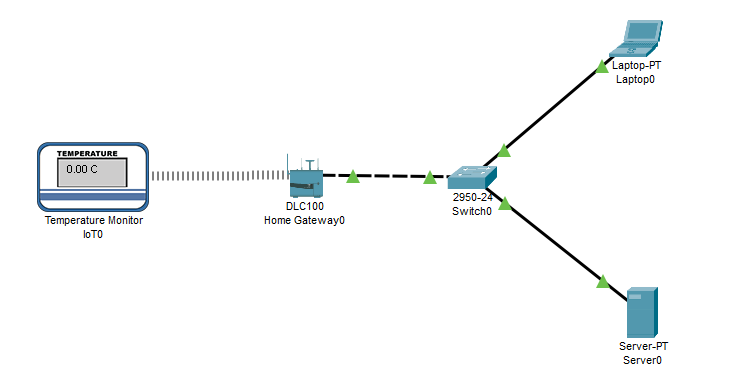 Laptop-PT
Laptop0
TEMPERATURE
0.00 C
Temperature Monitor
IoT0
DLC100
Home Gateway0
2950-24
Switch0
Server-PT
Server0